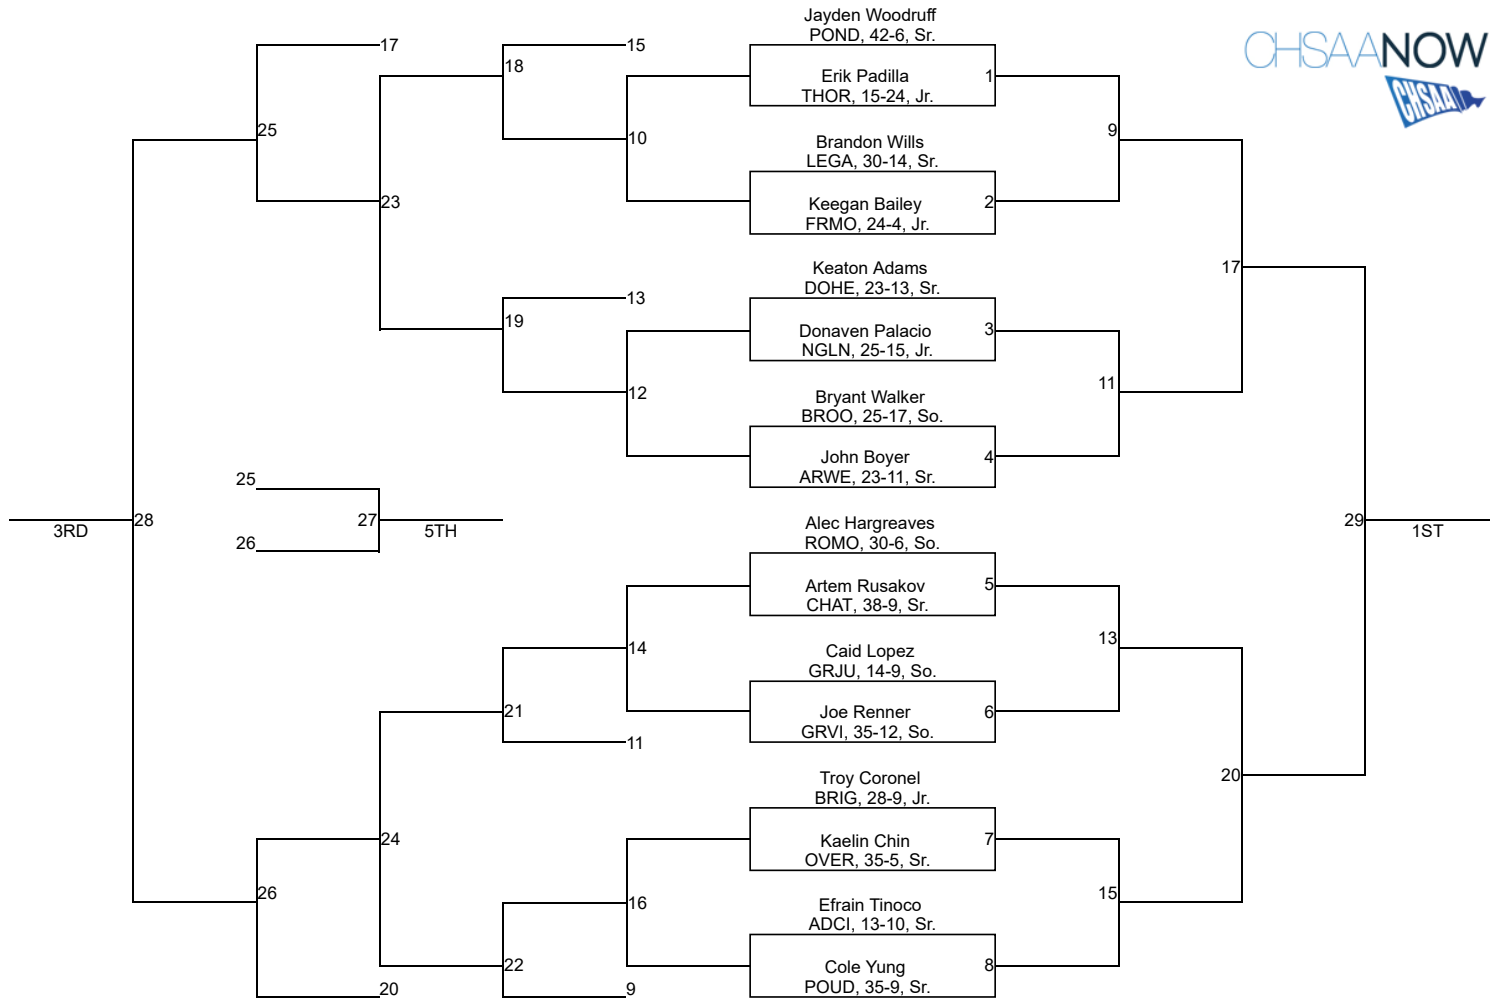 Jayden Woodruff
POND, 42-6, Sr.
CHSAANOW
CHSAA
17
15
18
Erik Padilla
THOR, 15-24, Jr.
1
25
10
9
Brandon Wills
LEGA, 30-14, Sr.
23
Keegan Bailey
FRMO, 24-4, Jr.
2
Keaton Adams
DOHE, 23-13, Sr.
17
13
19
Donaven Palacio
NGLN, 25-15, Jr.
3
12
11
Bryant Walker
BROO, 25-17, So.
John Boyer
ARWE, 23-11, Sr.
4
25
28
3RD
27
5TH
26
Alec Hargreaves
ROMO, 30-6, So.
29
1ST
Artem Rusakov
CHAT, 38-9, Sr.
5
14
13
Caid Lopez
GRJU, 14-9, So.
21
Joe Renner
GRVI, 35-12, So.
6
11
Troy Coronel
BRIG, 28-9, Jr.
20
24
Kaelin Chin
OVER, 35-5, Sr.
7
26
16
15
Efrain Tinoco
ADCI, 13-10, Sr.
22
Cole Yung
POUD, 35-9, Sr.
8
20
9